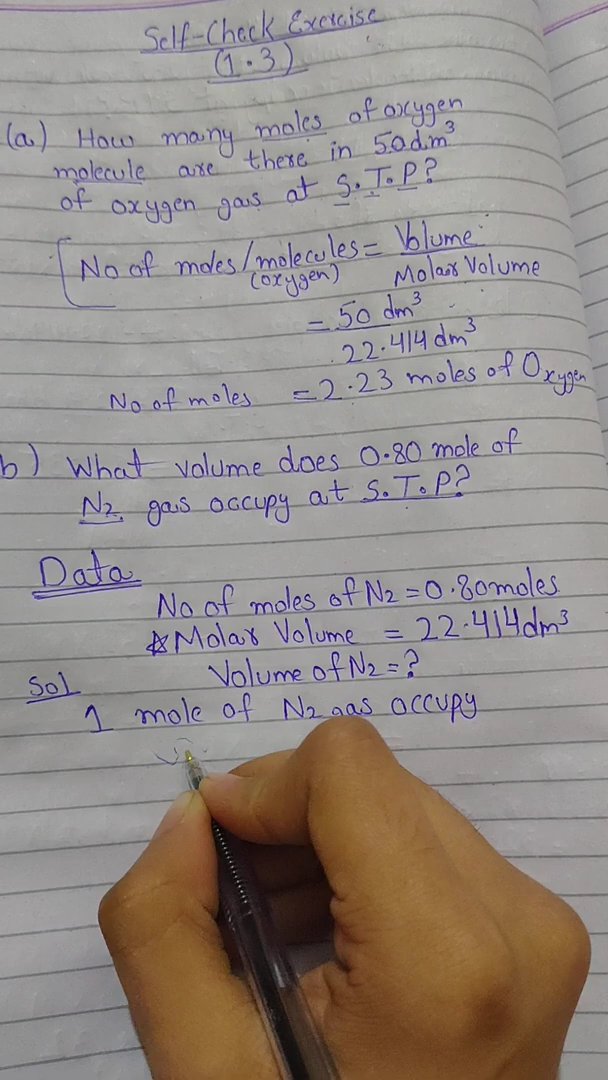 Self-Check Exercise
(1.3)
(a) How many moles of oxygen
molecule are there in 50dm³
of oxygen gas at S.T.P?
No of moles/molecules = Volume
(oxygen) Molar Volume
= 50 dm³
22.414 dm³
No of moles = 2.23 moles of Oxygen
b) What volume does 0.80 mole of
N₂ gas occupy at S.T.P?
Data
No of moles of N₂ = 0.80 moles
Molar Volume = 22.414dm³
Volume of N₂ = ?
Sol
1 mole of N₂ gas occupy